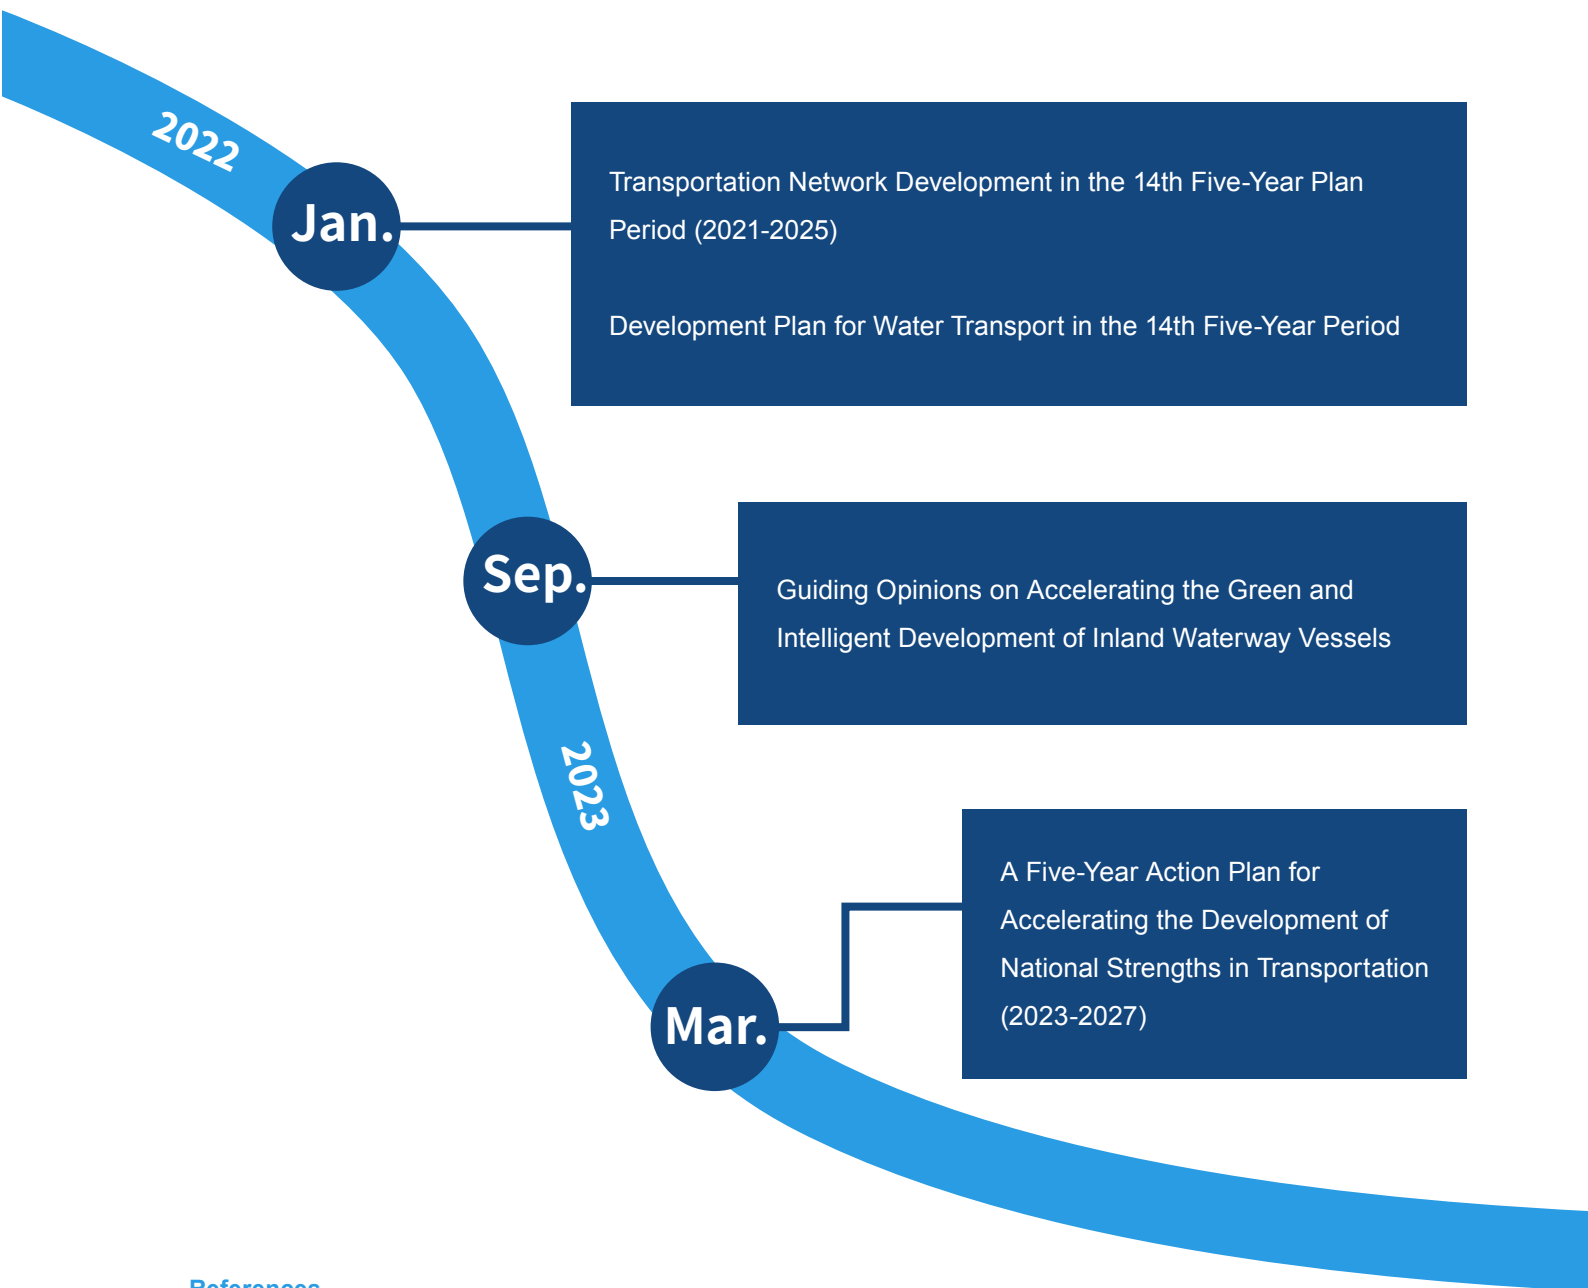 2022
Jan.
Transportation Network Development in the 14th Five-Year Plan
Period (2021-2025)
Development Plan for Water Transport in the 14th Five-Year Period
Sep.
Guiding Opinions on Accelerating the Green and
Intelligent Development of Inland Waterway Vessels
2023
Mar.
A Five-Year Action Plan for
Accelerating the Development of
National Strengths in Transportation
(2023-2027)
References